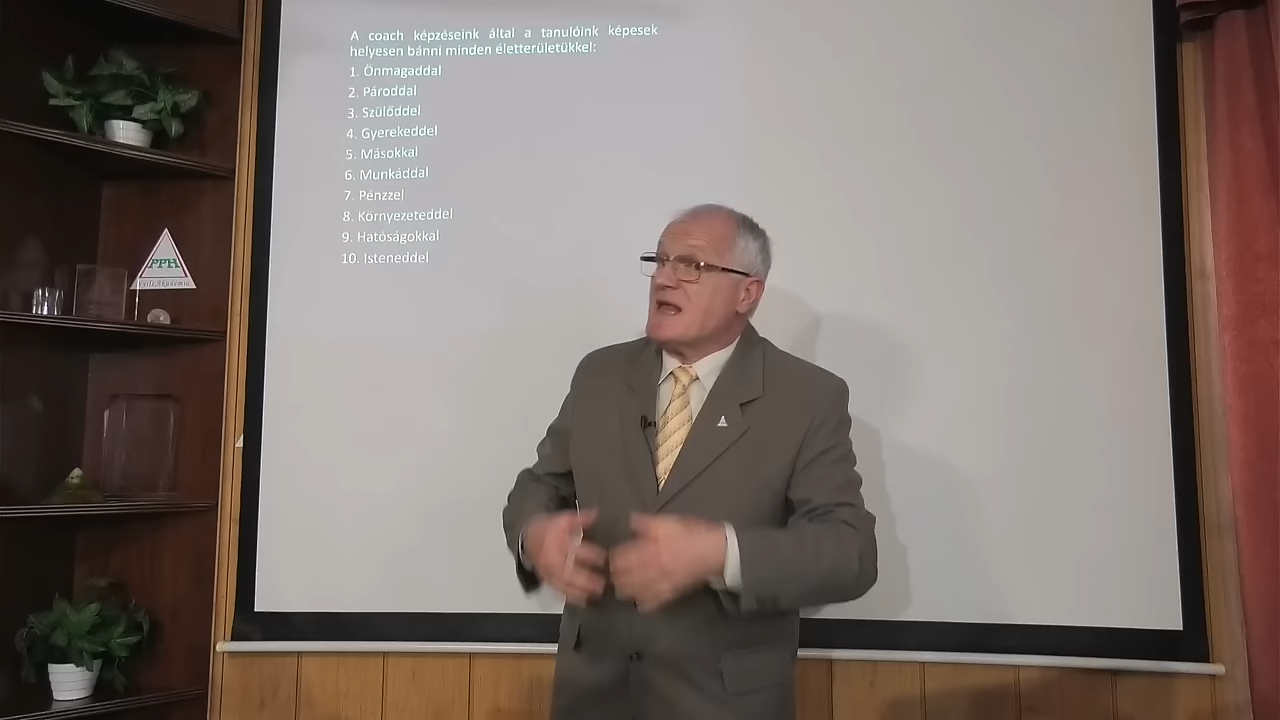 A coach képzéseink által a tanulóink képesek
helyesen bánni minden életterületükkel:
1. Önmagaddal
2. Pároddal
3. Szülőddel
4. Gyerekeddel
5. Másokkal
6. Munkáddal
7. Pénzzel
8. Környezeteddel
9. Hatóságokkal
10. Isteneddel
PPH